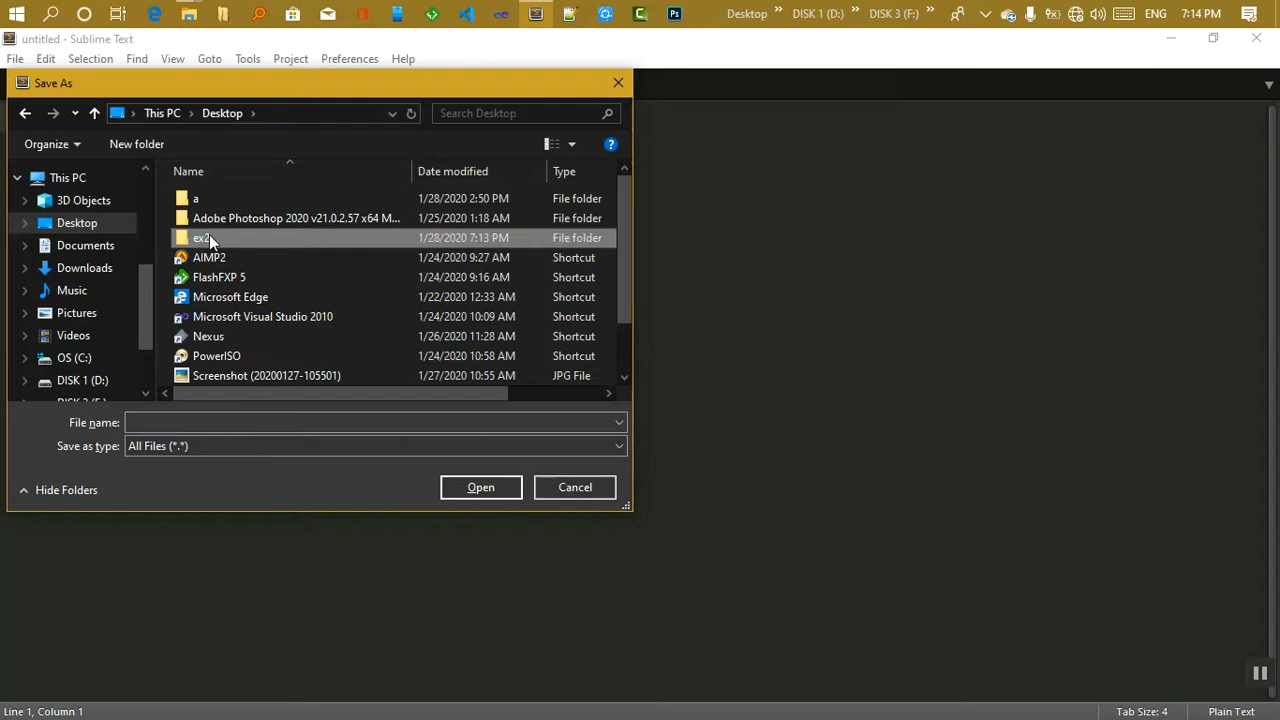 Ps
Desktop
DISK 1 (D:)
DISK 3 (F:)
ENG
7:14 PM
untitled - Sublime Text
File Edit Selection Find View Goto Tools Project Preferences Help
Save As
This PC > Desktop >
Search Desktop
Organize
New folder
Name Date modified Type
This PC
3D Objects
Desktop
Documents
Downloads
Music
Pictures
Videos
OS (C:)
DISK 1 (D:)
a 1/28/2020 2:50 PM File folder
Adobe Photoshop 2020 v21.0.2.57 x64 M... 1/25/2020 1:18 AM File folder
ex2 1/28/2020 7:13 PM File folder
AIMP2 1/24/2020 9:27 AM Shortcut
FlashFXP 5 1/24/2020 9:16 AM Shortcut
Microsoft Edge 1/22/2020 12:33 AM Shortcut
Microsoft Visual Studio 2010 1/24/2020 10:09 AM Shortcut
Nexus 1/26/2020 11:28 AM Shortcut
PowerISO 1/24/2020 10:58 AM Shortcut
Screenshot (20200127-105501) 1/27/2020 10:55 AM JPG File
File name:
Save as type: All Files (*.*)
Hide Folders
Open
Cancel
Line 1, Column 1
Tab Size: 4
Plain Text